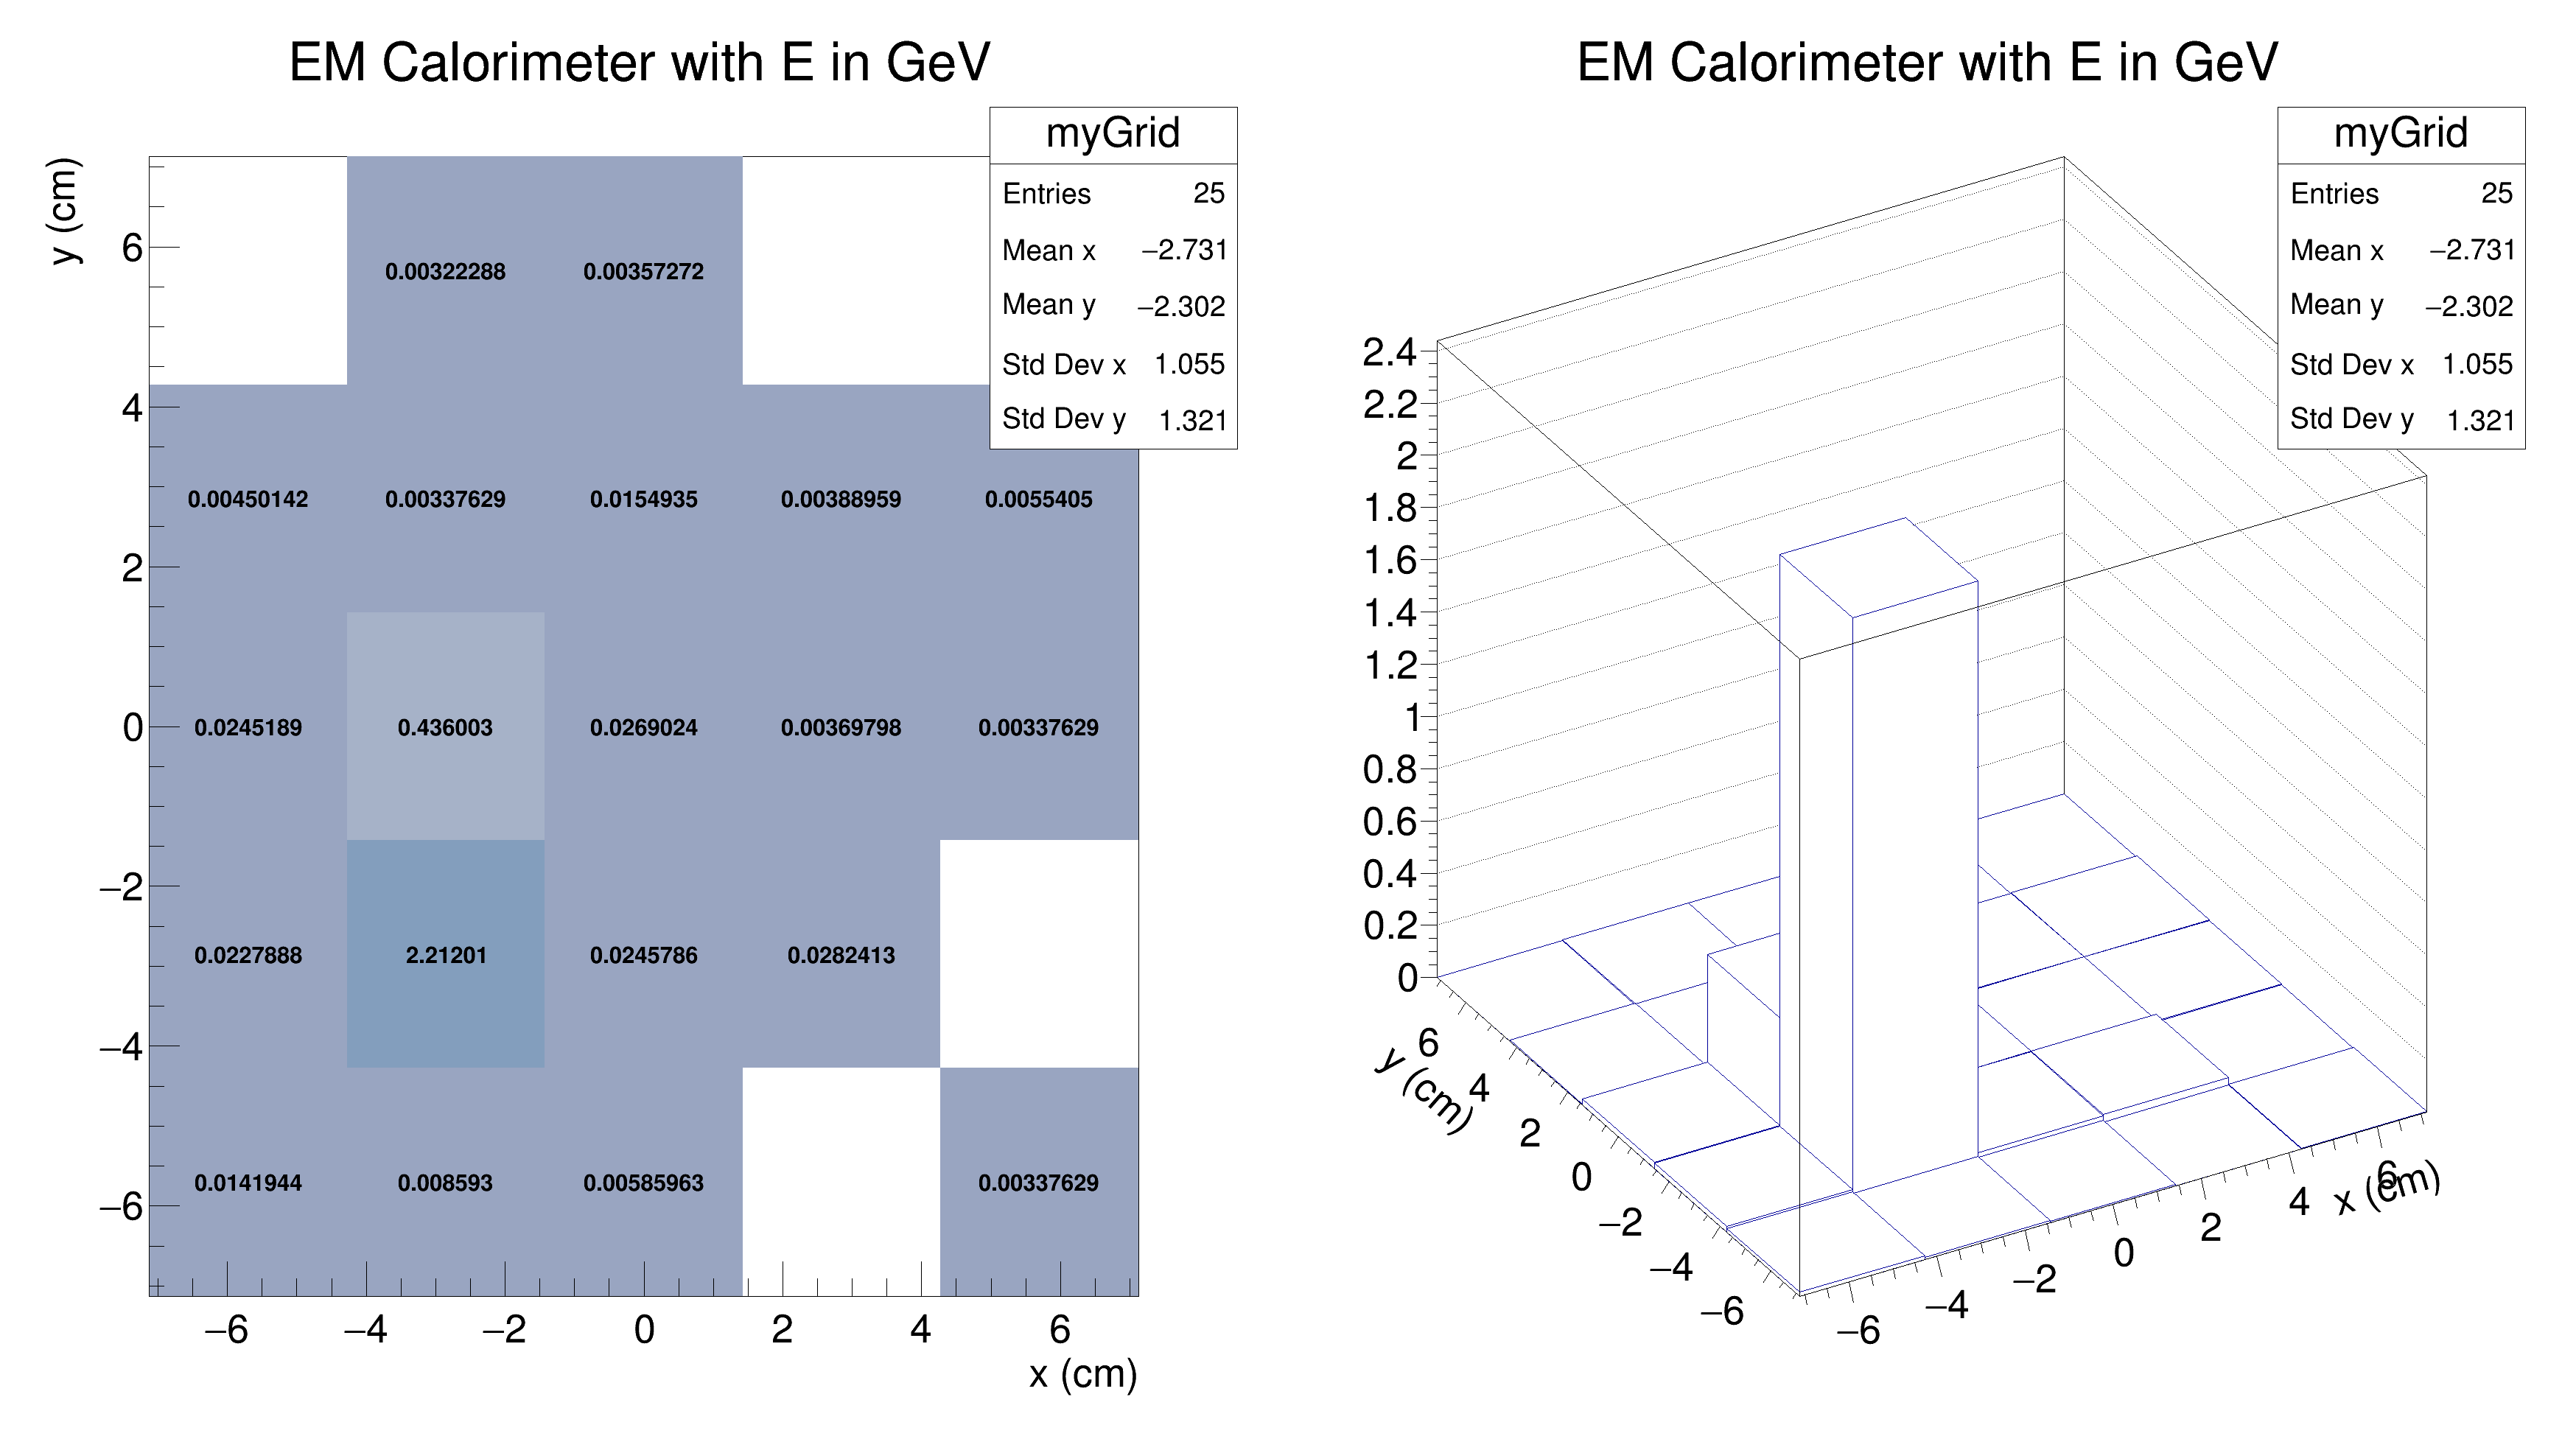 EM Calorimeter with E in GeV
myGrid
Entries 25
Mean x −2.731
Mean y −2.302
Std Dev x 1.055
Std Dev y 1.321
y (cm)
6
4
2
0
−2
−4
−6
0.00322288 0.00357272
0.00450142 0.00337629 0.0154935 0.00388959 0.0055405
0.0245189 0.436003 0.0269024 0.00369798 0.00337629
0.0227888 2.21201 0.0245786 0.0282413
0.0141944 0.008593 0.00585963 0.00337629
−6 −4 −2 0 2 4 6
x (cm)
EM Calorimeter with E in GeV
myGrid
Entries 25
Mean x −2.731
Mean y −2.302
Std Dev x 1.055
Std Dev y 1.321
2.4
2.2
2
1.8
1.6
1.4
1.2
1
0.8
0.6
0.4
0.2
0
y (cm)
6
4
2
0
−2
−4
−6
−6 −4 −2 0 2 4 6
x (cm)